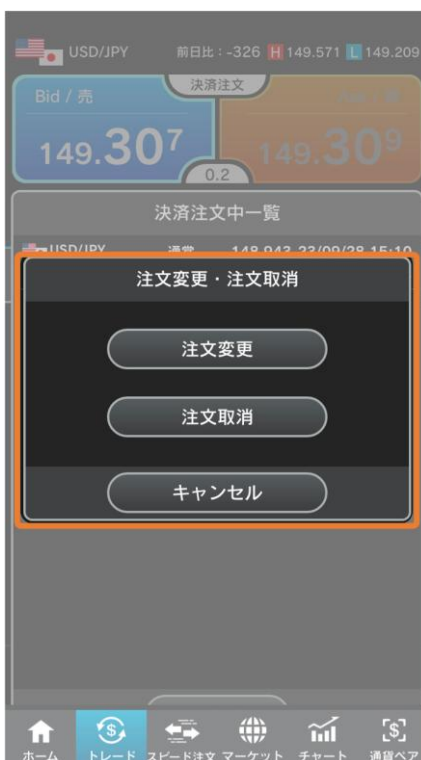 USD/JPY 前日比:-326 H 149.571 L 149.209
決済注文
Bid / 売
149.307 149.309
0.2
決済注文中一覧
USD/JPY 通常 148.943 23/09/28 15:10
注文変更・注文取消
注文変更
注文取消
キャンセル
ホーム トレード スピード注文 マーケット チャート 通貨ペア